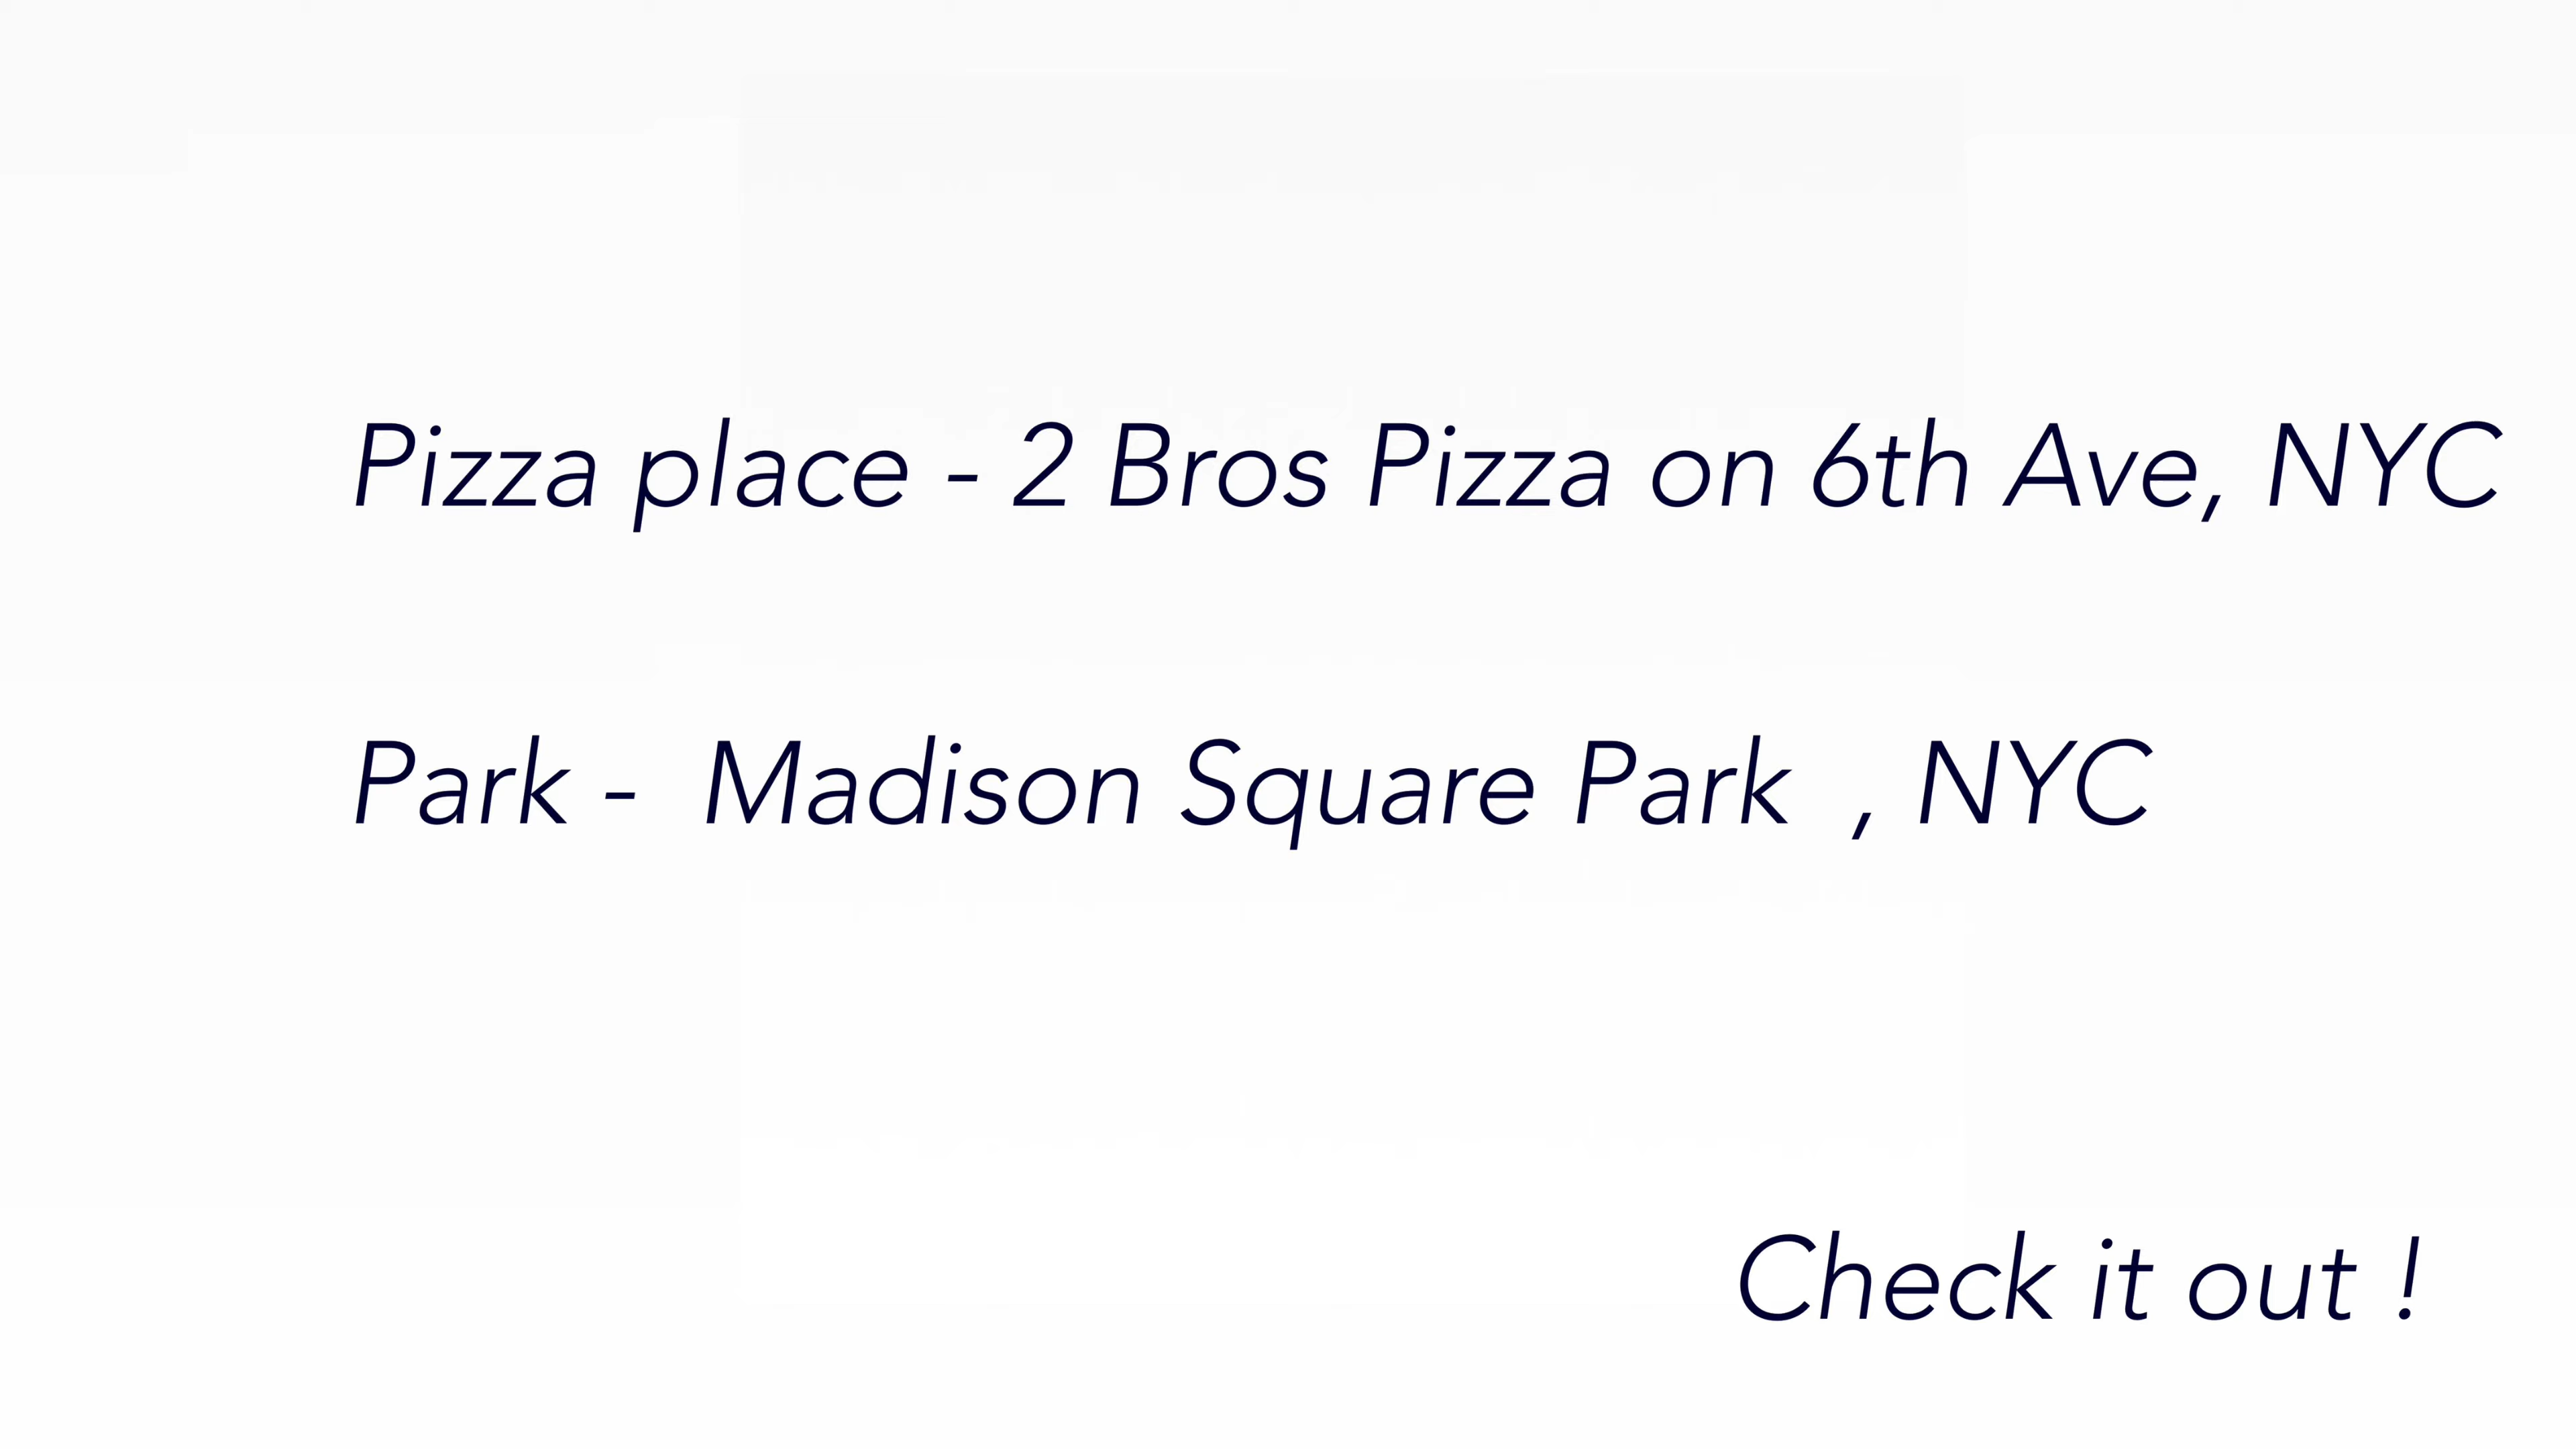 Pizza place - 2 Bros Pizza on 6th Ave, NYC
Park -  Madison Square Park  , NYC
Check it out !